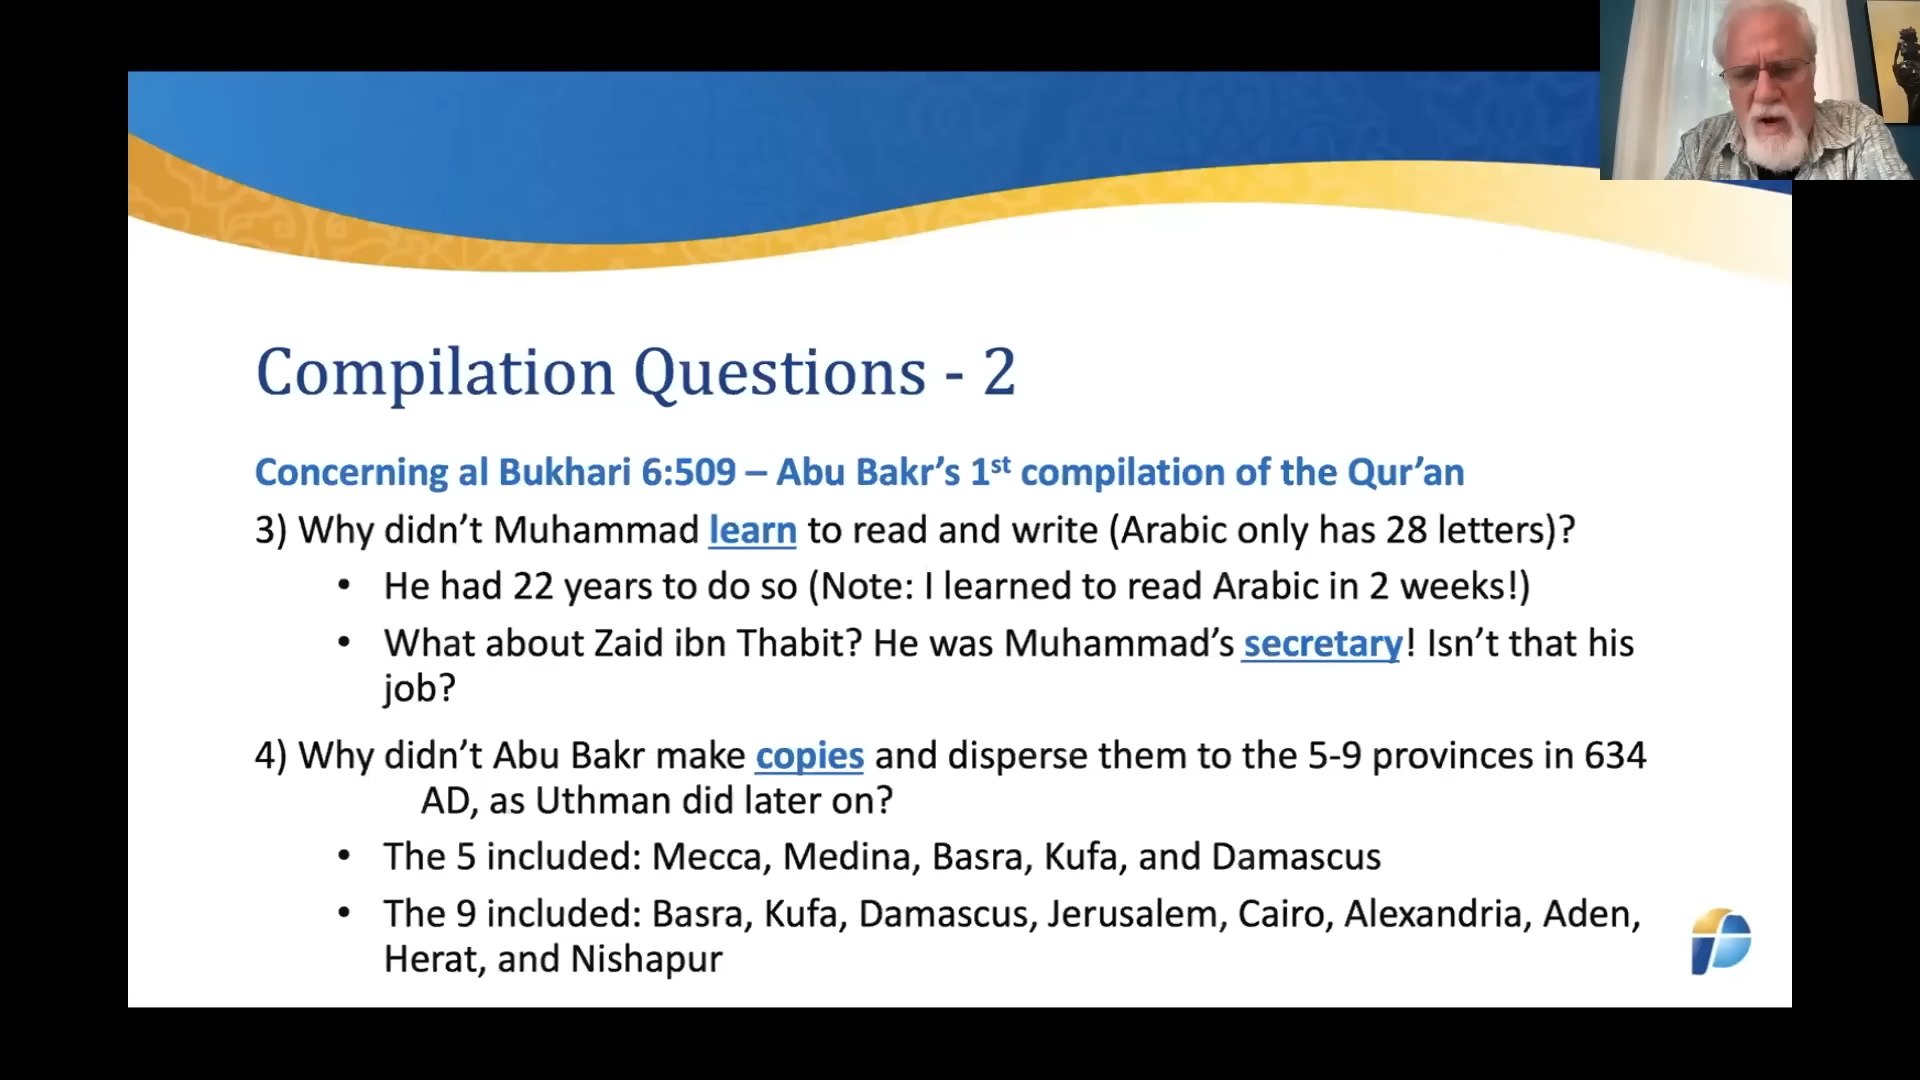 Compilation Questions - 2
Concerning al Bukhari 6:509 – Abu Bakr’s 1st compilation of the Qur’an
3) Why didn’t Muhammad learn to read and write (Arabic only has 28 letters)?
• He had 22 years to do so (Note: I learned to read Arabic in 2 weeks!)
• What about Zaid ibn Thabit? He was Muhammad’s secretary! Isn’t that his
job?
4) Why didn’t Abu Bakr make copies and disperse them to the 5-9 provinces in 634
AD, as Uthman did later on?
• The 5 included: Mecca, Medina, Basra, Kufa, and Damascus
• The 9 included: Basra, Kufa, Damascus, Jerusalem, Cairo, Alexandria, Aden,
Herat, and Nishapur